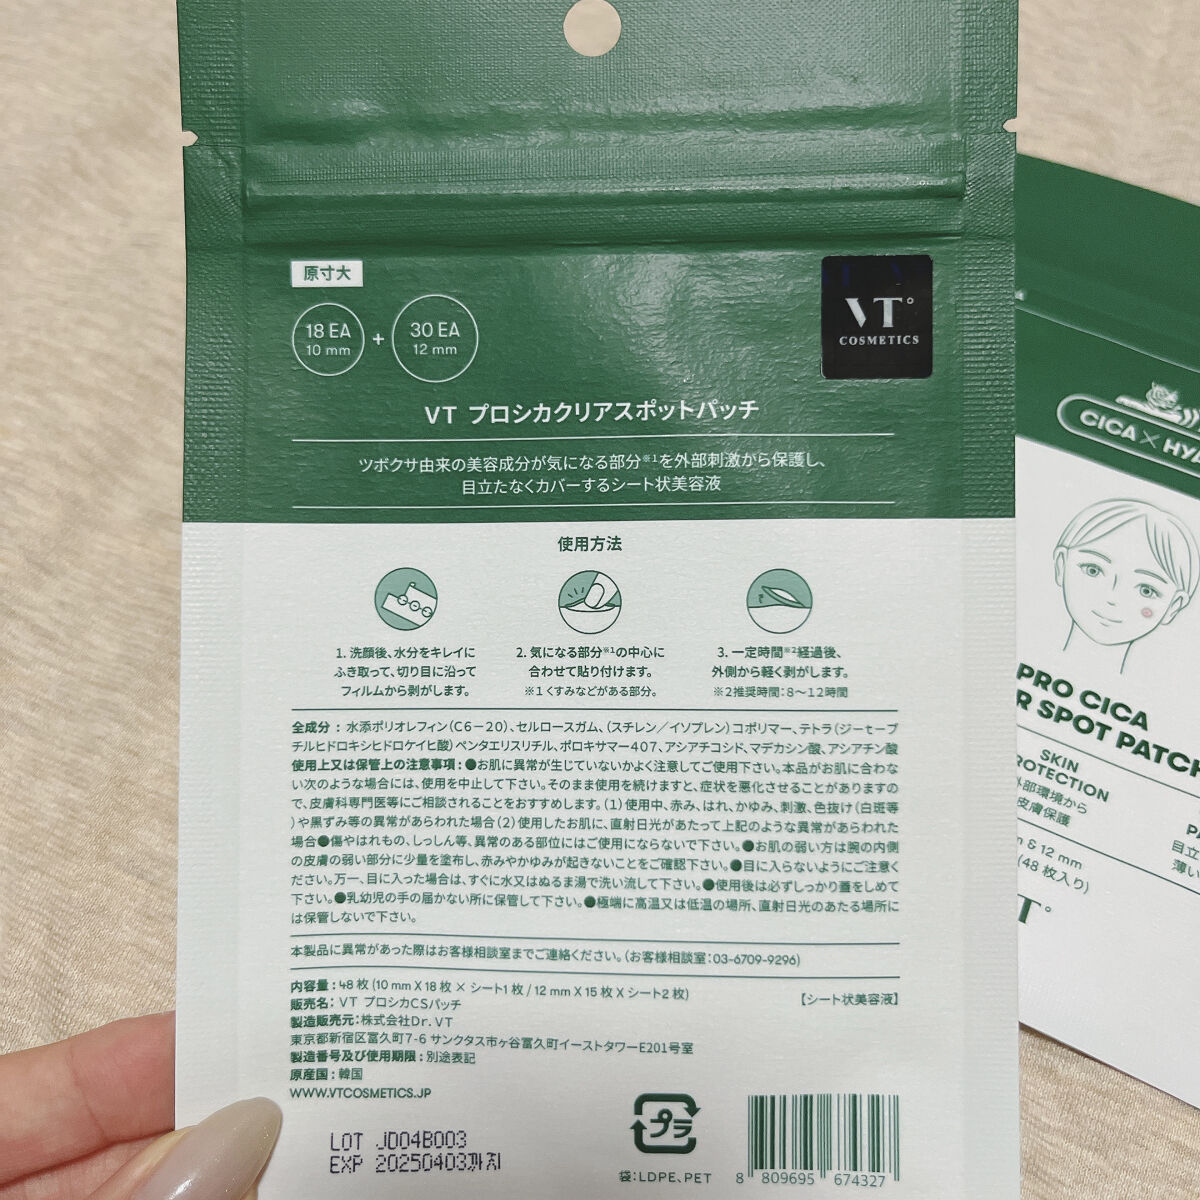 原寸大
18 EA
10 mm
+
30 EA
12 mm
VT°
COSMETICS
VT プロシカクリアスポットパッチ
ツボクサ由来の美容成分が気になる部分※1を外部刺激から保護し、
目立たなくカバーするシート状美容液
使用方法
1. 洗顔後、水分をキレイに
ふき取って、切り目に沿って
フィルムから剥がします。
2. 気になる部分※1の中心に
合わせて貼り付けます。
※1 くすみなどがある部分。
3. 一定時間※2経過後、
外側から軽く剥がします。
※2推奨時間：8〜12時間
全成分：水添ポリオレフィン（C6－20）、セルロースガム、（スチレン／イソプレン）コポリマー、テトラ（ジーt－ブ
チルヒドロキシヒドロケイヒ酸）ペンタエリスリチル、ポロキサマー407、アシアチコシド、マデカシン酸、アシアチン酸
使用上又は保管上の注意事項：●お肌に異常が生じていないかよく注意してご使用下さい。本品がお肌に合わな
い次のような場合には、使用を中止して下さい。そのまま使用を続けますと、症状を悪化させることがありますの
で、皮膚科専門医等にご相談されることをおすすめします。（1）使用中、赤み、はれ、かゆみ、刺激、色抜け（白斑等
）や黒ずみ等の異常があらわれた場合（2）使用したお肌に、直射日光があたって上記のような異常があらわれた
場合●傷やはれもの、しっしん等、異常のある部位にはご使用にならないで下さい。●お肌の弱い方は腕の内側
の皮膚の弱い部分に少量を塗布し、赤みやかゆみが起きないことをご確認下さい。●目に入らないようにご注意く
ださい。万一、目に入った場合は、すぐに水又はぬるま湯で洗い流して下さい。●使用後は必ずしっかり蓋をしめて
下さい。●乳幼児の手の届かない所に保管して下さい。●極端に高温又は低温の場所、直射日光のあたる場所に
は保管しないで下さい。
本製品に異常があった際はお客様相談室までご連絡ください。（お客様相談室：03-6709-9296）
内容量：48 枚 (10 mm X 18 枚 × シート1 枚 / 12 mm X 15 枚 X シート2 枚)
【シート状美容液】
販売名：VT プロシカCSパッチ
製造販売元：株式会社Dr.VT
東京都新宿区富久町7-6 サンクタス市ヶ谷富久町イーストタワーE201号室
製造番号及び使用期限：別途表記
原産国：韓国
WWW.VTCOSMETICS.JP
LOT JD04B003
EXP 20250403까지
プラ
袋：LDPE、PET
8 809695 674327
CICA × HYA
PRO CICA
R SPOT PATCH
SKIN
ROTECTION
外部環境から
皮膚保護
PA
目立
薄い
m & 12 mm
(48 枚入り)
T°